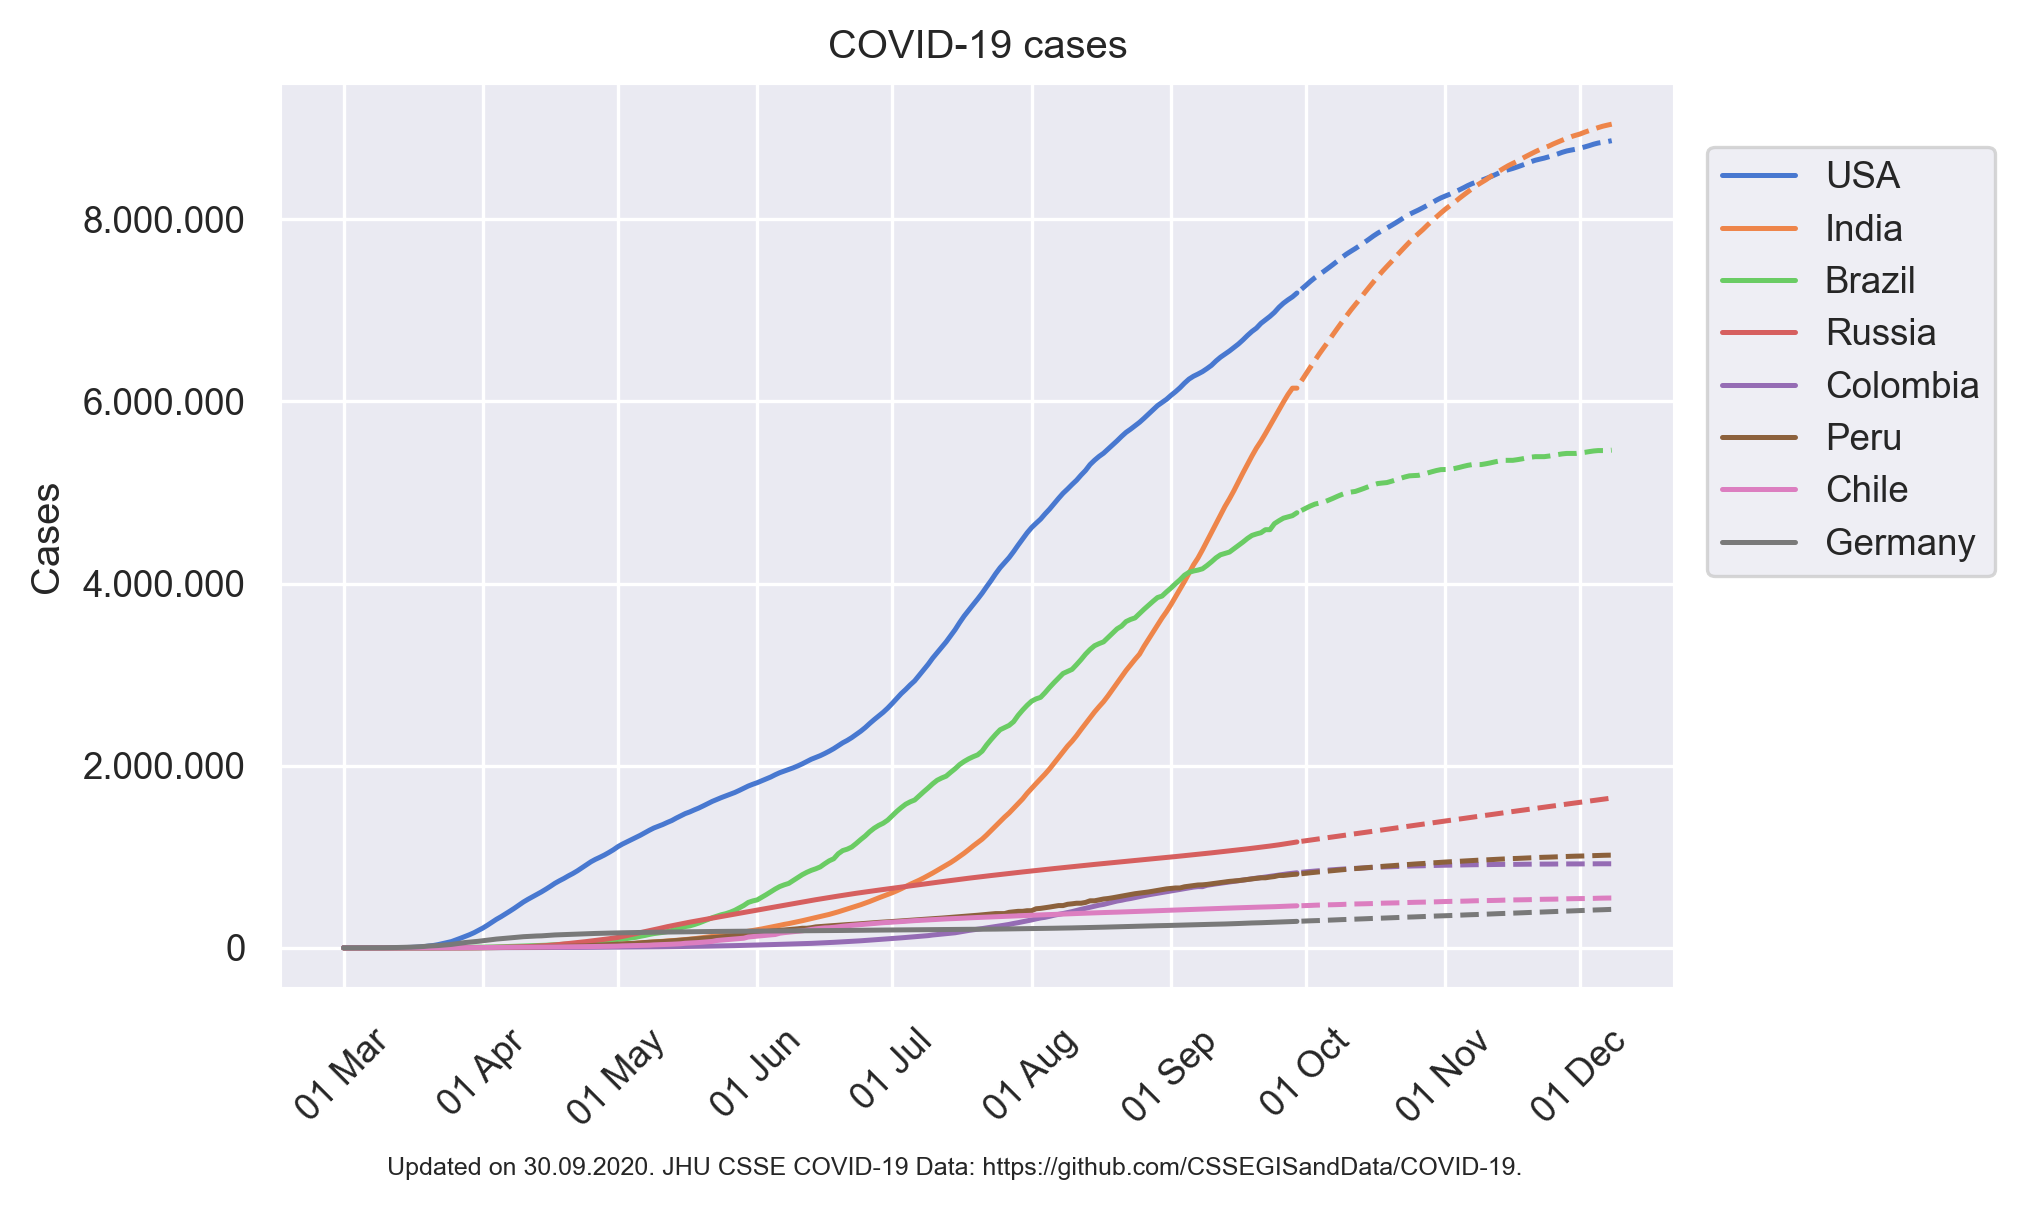 COVID-19 cases
8.000.000
6.000.000
4.000.000
2.000.000
0
Cases
01 Mar
01 Apr
01 May
01 Jun
01 Jul
01 Aug
01 Sep
01 Oct
01 Nov
01 Dec
USA
India
Brazil
Russia
Colombia
Peru
Chile
Germany
Updated on 30.09.2020. JHU CSSE COVID-19 Data: https://github.com/CSSEGISandData/COVID-19.